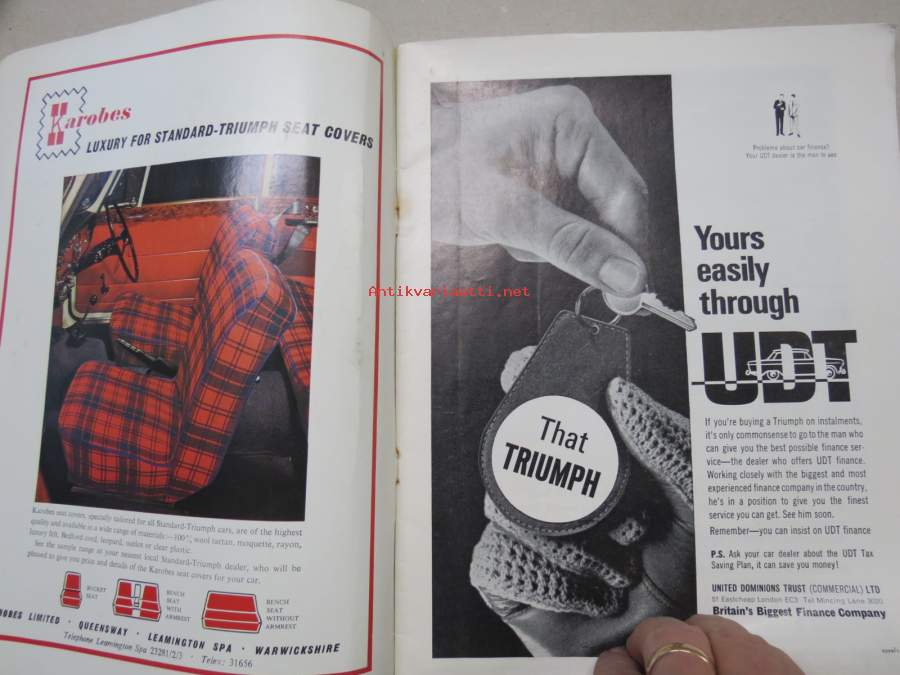 Karobes
LUXURY FOR STANDARD-TRIUMPH SEAT COVERS
Karobes seat covers, specially tailored for all Standard-Triumph cars, are of the highest
quality and available in a wide range of materials:—100%, wool tartan, moquette, rayon,
luxury felt, Bedford cord, leopard, ocelot or clear plastic.
See the sample range at your nearest local Standard-Triumph dealer, who will be
pleased to give you price and details of the Karobes seat covers for your car.
BUCKET
SEAT
BENCH
SEAT
WITH
ARMREST
BENCH
SEAT
WITHOUT
ARMREST
ROBES LIMITED · QUEENSWAY · LEAMINGTON SPA · WARWICKSHIRE
Telephone Leamington Spa 23281/2/3 · Telex: 31656
Antikvariaatti.net
Problems about car finance?
Your UDT dealer is the man to see
Yours
easily
through
UDT
That
TRIUMPH
If you're buying a Triumph on instalments,
it's only commonsense to go to the man who
can give you the best possible finance ser-
vice—the dealer who offers UDT finance.
Working closely with the biggest and most
experienced finance company in the country,
he's in a position to give you the finest
service you can get. See him soon.
Remember—you can insist on UDT finance
P.S. Ask your car dealer about the UDT Tax
Saving Plan, it can save you money!
UNITED DOMINIONS TRUST (COMMERCIAL) LTD
51 Eastcheap London EC3 Tel Mincing Lane 3020
Britain's Biggest Finance Company